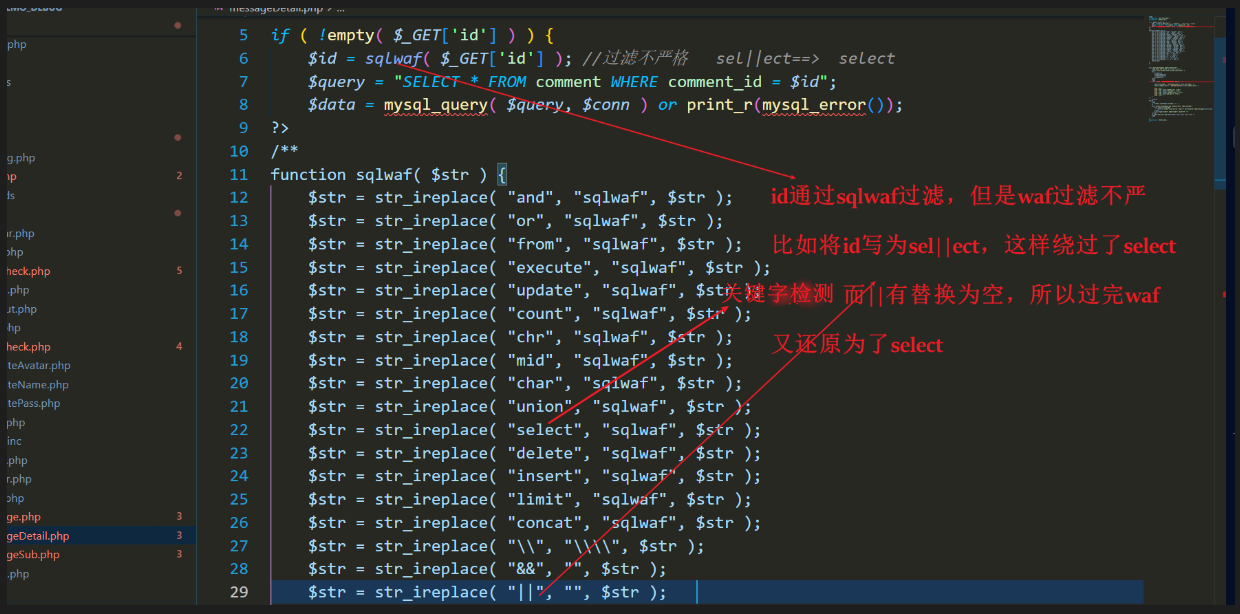 messageDetail.php > ...
php
s
g.php
np 2
ds
ar.php
php
heck.php 5
.php
ut.php
hp
heck.php 4
teAvatar.php
teName.php
tePass.php
php
inc
.php
r.php
php
ge.php 3
geDetail.php 3
geSub.php 3
.php
5 if ( !empty( $_GET['id'] ) ) {
6 $id = sqlwaf( $_GET['id'] ); //过滤不严格 sel||ect==> select
7 $query = "SELECT * FROM comment WHERE comment_id = $id";
8 $data = mysql_query( $query, $conn ) or print_r(mysql_error());
9 ?>
10 /**
11 function sqlwaf( $str ) {
12 $str = str_ireplace( "and", "sqlwaf", $str );
13 $str = str_ireplace( "or", "sqlwaf", $str );
14 $str = str_ireplace( "from", "sqlwaf", $str );
15 $str = str_ireplace( "execute", "sqlwaf", $str );
16 $str = str_ireplace( "update", "sqlwaf", $str );
17 $str = str_ireplace( "count", "sqlwaf", $str );
18 $str = str_ireplace( "chr", "sqlwaf", $str );
19 $str = str_ireplace( "mid", "sqlwaf", $str );
20 $str = str_ireplace( "char", "sqlwaf", $str );
21 $str = str_ireplace( "union", "sqlwaf", $str );
22 $str = str_ireplace( "select", "sqlwaf", $str );
23 $str = str_ireplace( "delete", "sqlwaf", $str );
24 $str = str_ireplace( "insert", "sqlwaf", $str );
25 $str = str_ireplace( "limit", "sqlwaf", $str );
26 $str = str_ireplace( "concat", "sqlwaf", $str );
27 $str = str_ireplace( "\\", "\\\\", $str );
28 $str = str_ireplace( "&&", "", $str );
29 $str = str_ireplace( "||", "", $str );
id通过sqlwaf过滤，但是waf过滤不严
比如将id写为sel||ect，这样绕过了select
关键字检测 而||有替换为空，所以过完waf
又还原为了select